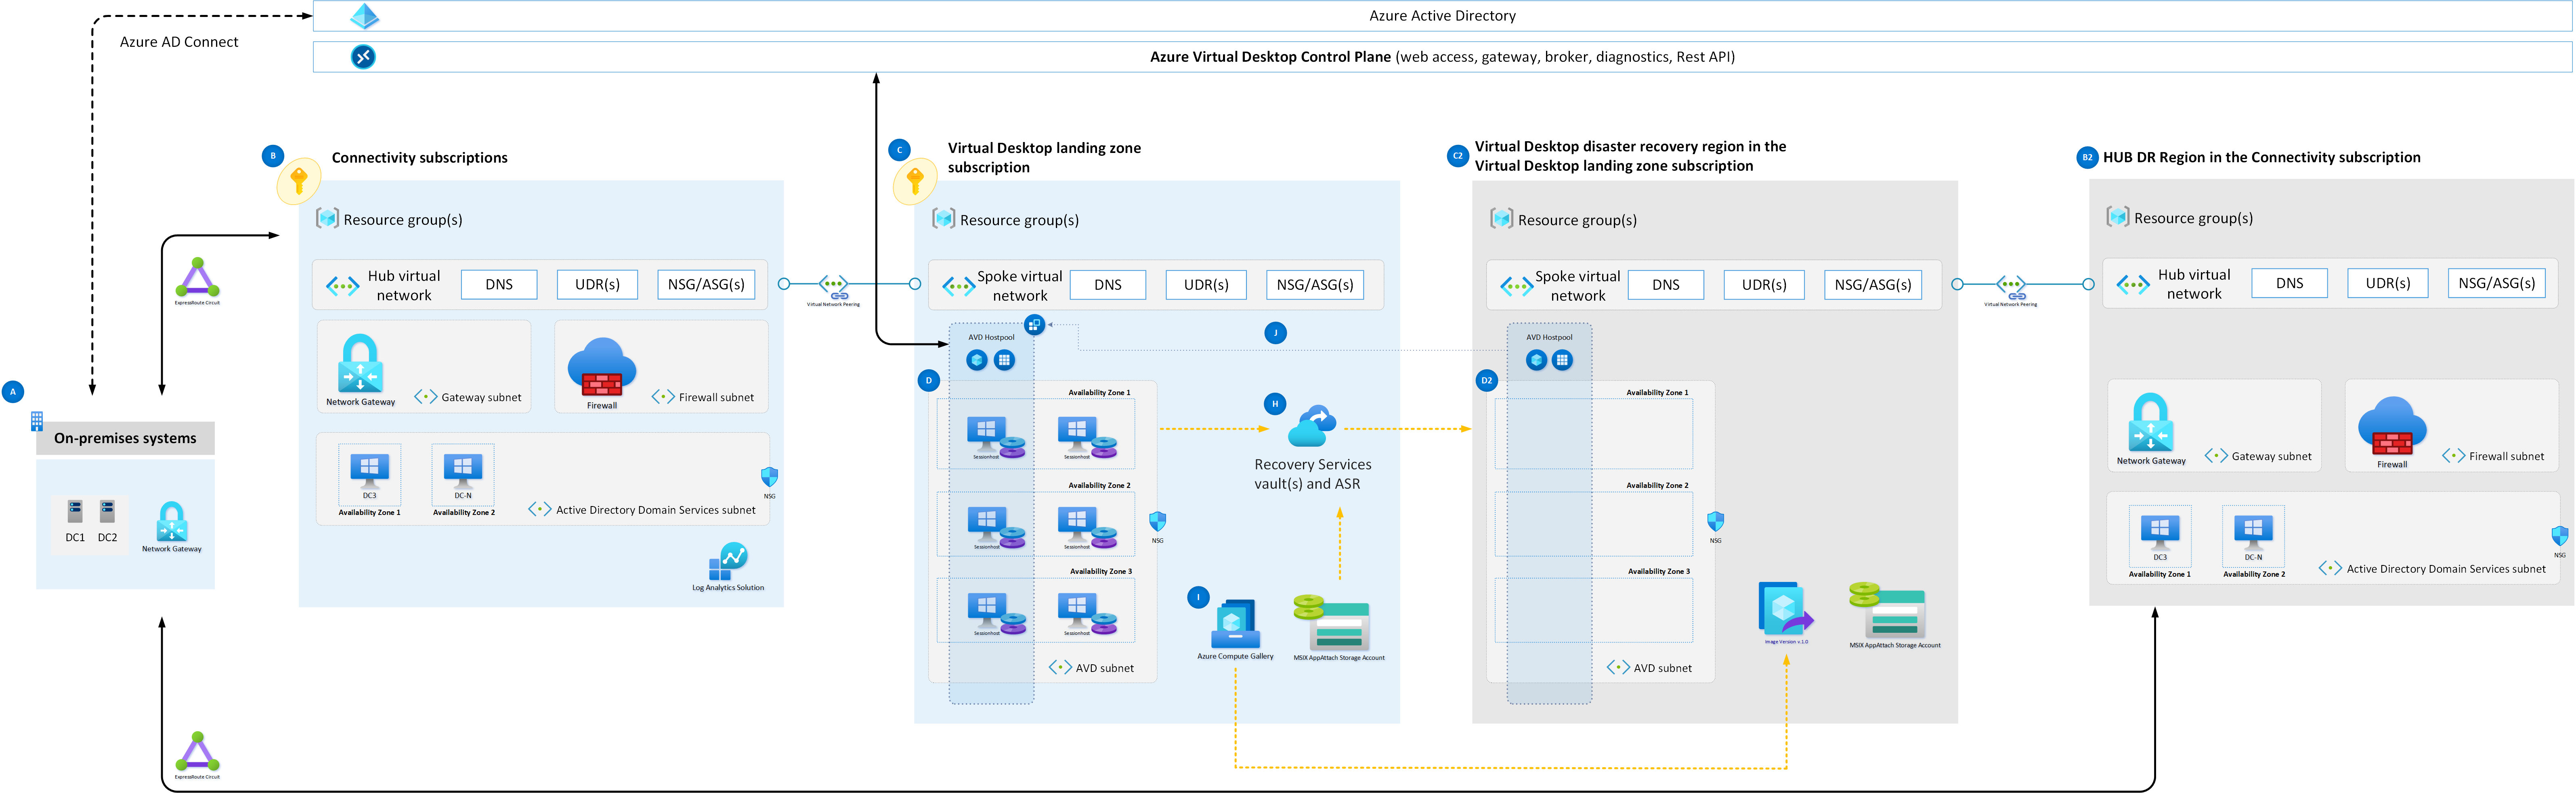 Azure Active Directory
Azure AD Connect
Azure Virtual Desktop Control Plane (web access, gateway, broker, diagnostics, Rest API)
A
On-premises systems
DC1
DC2
Network Gateway
ExpressRoute Circuit
ExpressRoute Circuit
B
Connectivity subscriptions
Resource group(s)
Hub virtual
network
DNS
UDR(s)
NSG/ASG(s)
Network Gateway
Gateway subnet
Firewall
Firewall subnet
DC3
Availability Zone 1
DC-N
Availability Zone 2
Active Directory Domain Services subnet
NSG
Log Analytics Solution
Virtual Network Peering
C
Virtual Desktop landing zone
subscription
Resource group(s)
Spoke virtual
network
DNS
UDR(s)
NSG/ASG(s)
AVD Hostpool
J
D
Availability Zone 1
Sessionhost
Sessionhost
Availability Zone 2
Sessionhost
Sessionhost
Availability Zone 3
Sessionhost
Sessionhost
NSG
AVD subnet
H
Recovery Services
vault(s) and ASR
I
Azure Compute Gallery
MSIX AppAttach Storage Account
C2
Virtual Desktop disaster recovery region in the
Virtual Desktop landing zone subscription
Resource group(s)
Spoke virtual
network
DNS
UDR(s)
NSG/ASG(s)
AVD Hostpool
D2
Availability Zone 1
Availability Zone 2
Availability Zone 3
NSG
AVD subnet
Image Version v.1.0
MSIX AppAttach Storage Account
Virtual Network Peering
B2
HUB DR Region in the Connectivity subscription
Resource group(s)
Hub virtual
network
DNS
UDR(s)
NSG/ASG(s)
Network Gateway
Gateway subnet
Firewall
Firewall subnet
DC3
Availability Zone 1
DC-N
Availability Zone 2
Active Directory Domain Services subnet
NSG